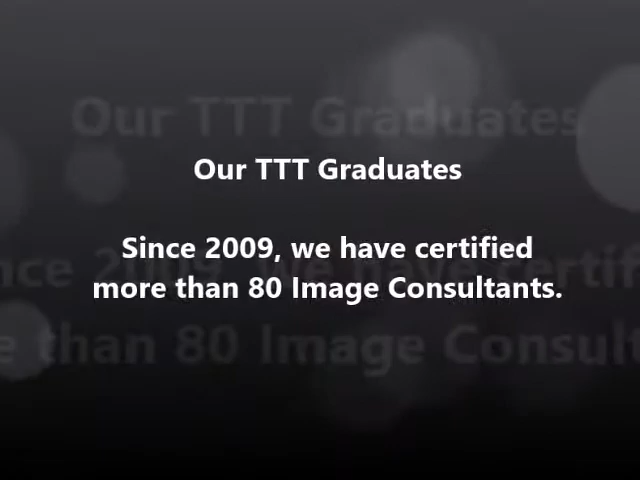 Our TTT Graduates
Since 2009, we have certified
more than 80 Image Consultants.